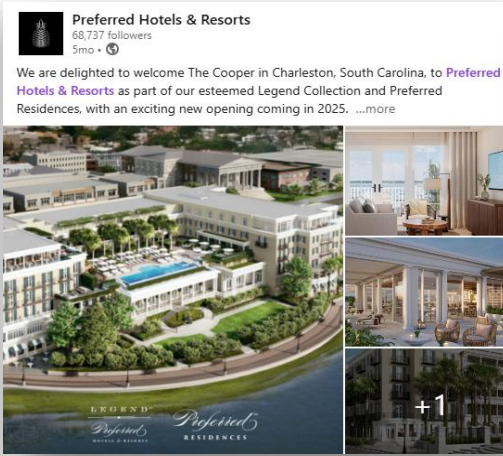 Preferred Hotels & Resorts
68,737 followers
5mo •
We are delighted to welcome The Cooper in Charleston, South Carolina, to Preferred
Hotels & Resorts as part of our esteemed Legend Collection and Preferred
Residences, with an exciting new opening coming in 2025. ...more
+1
LEGEND
Preferred
HOTELS & RESORTS
Preferred
RESIDENCES